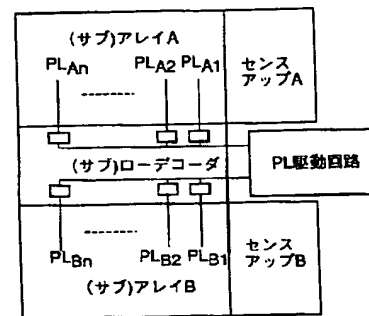 (サブ)アレイA
PLAn PLA2 PLA1
センス
アップA
(サブ)ローデコーダ
PL駆動回路
PLBn PLB2 PLB1
(サブ)アレイB
センス
アップB